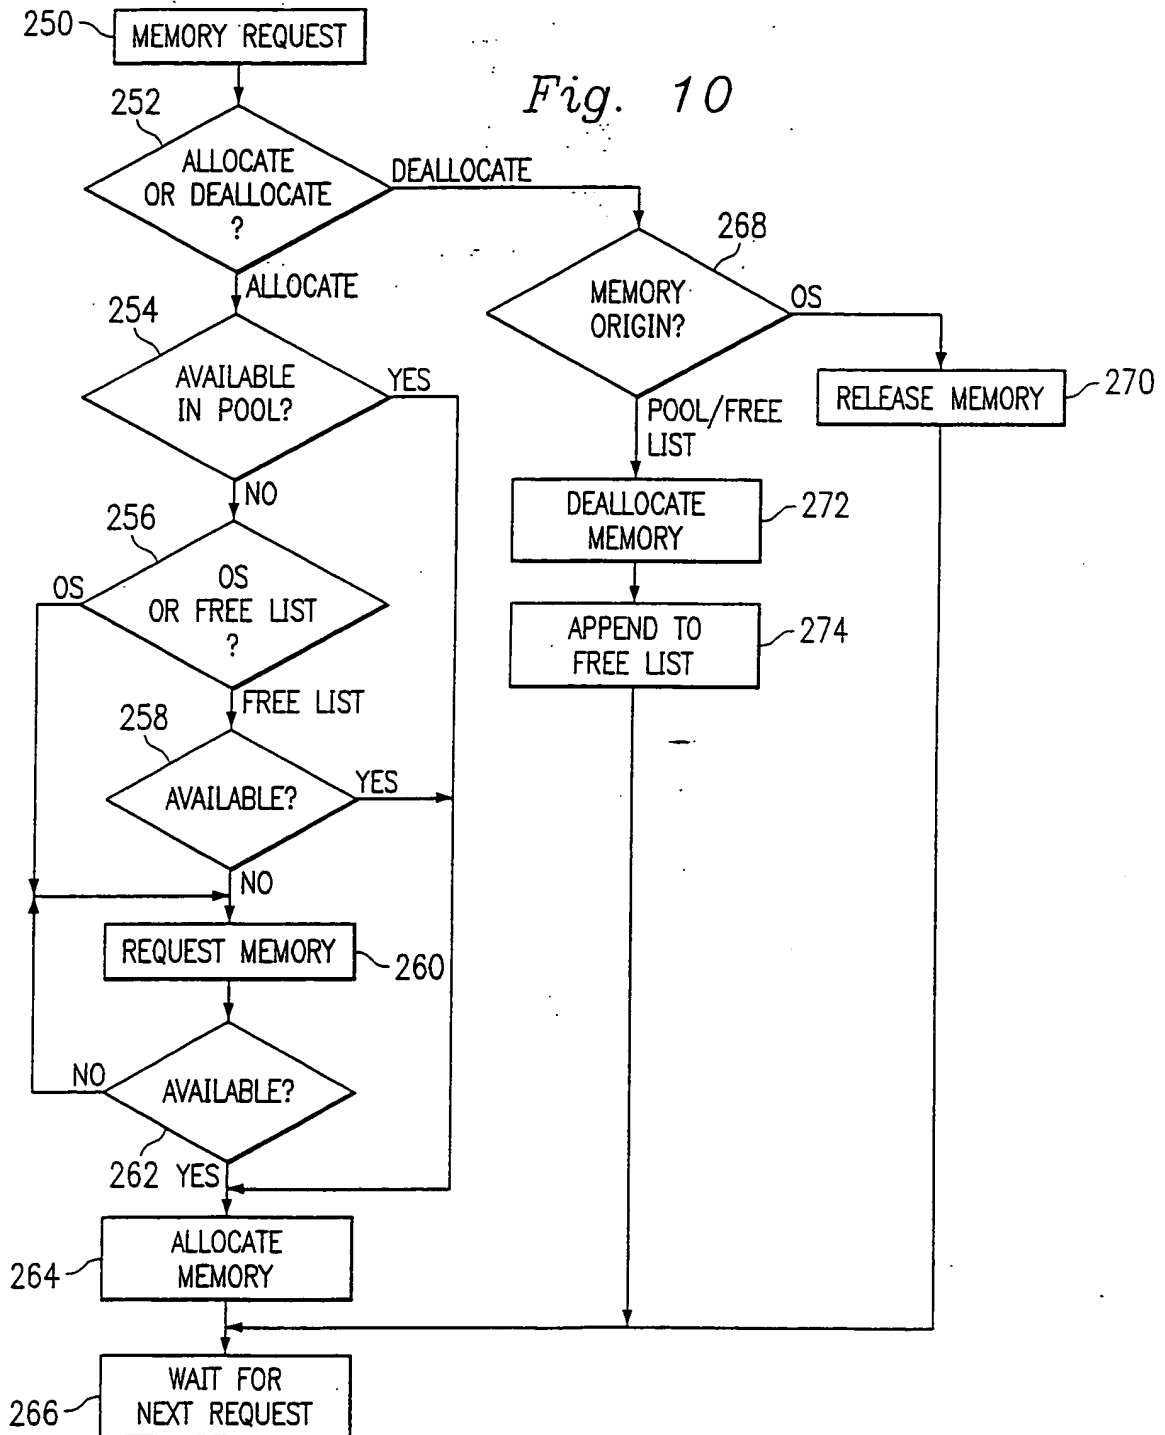 250
MEMORY REQUEST
Fig. 10
252
ALLOCATE
OR DEALLOCATE
?
DEALLOCATE
ALLOCATE
268
MEMORY
ORIGIN?
OS
254
AVAILABLE
IN POOL?
YES
RELEASE MEMORY
270
POOL/FREE
LIST
NO
DEALLOCATE
MEMORY
272
256
OS
OS
OR FREE LIST
?
APPEND TO
FREE LIST
274
FREE LIST
258
AVAILABLE?
YES
NO
REQUEST MEMORY
260
NO
AVAILABLE?
262
YES
ALLOCATE
MEMORY
264
WAIT FOR
NEXT REQUEST
266